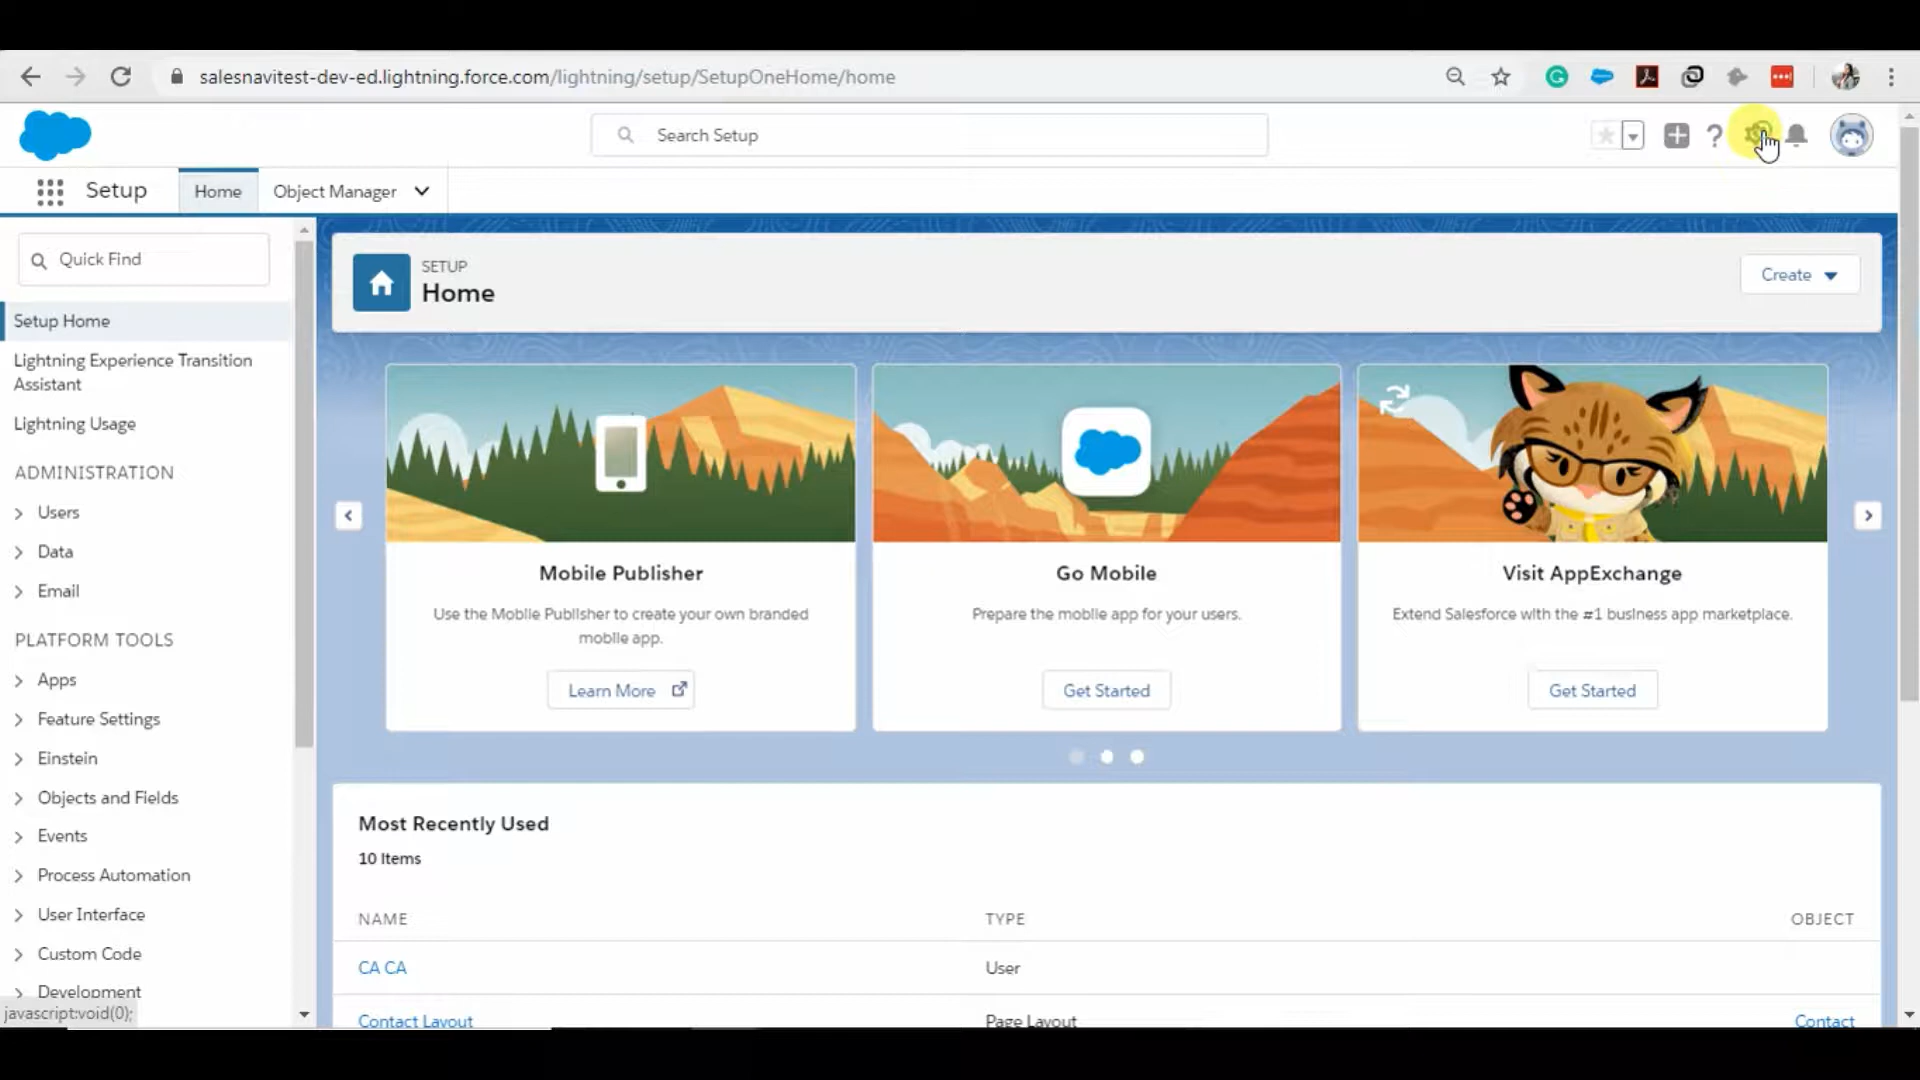 salesnavitest-dev-ed.lightning.force.com/lightning/setup/SetupOneHome/home
Search Setup
Setup
Home
Object Manager
Quick Find
Setup Home
Lightning Experience Transition
Assistant
Lightning Usage
ADMINISTRATION
Users
Data
Email
PLATFORM TOOLS
Apps
Feature Settings
Einstein
Objects and Fields
Events
Process Automation
User Interface
Custom Code
Development
javascript:void(0);
SETUP
Home
Create
Mobile Publisher
Use the Mobile Publisher to create your own branded
mobile app.
Learn More
Go Mobile
Prepare the mobile app for your users.
Get Started
Visit AppExchange
Extend Salesforce with the #1 business app marketplace.
Get Started
Most Recently Used
10 Items
NAME TYPE OBJECT
CA CA User
Contact Layout Page Layout Contact